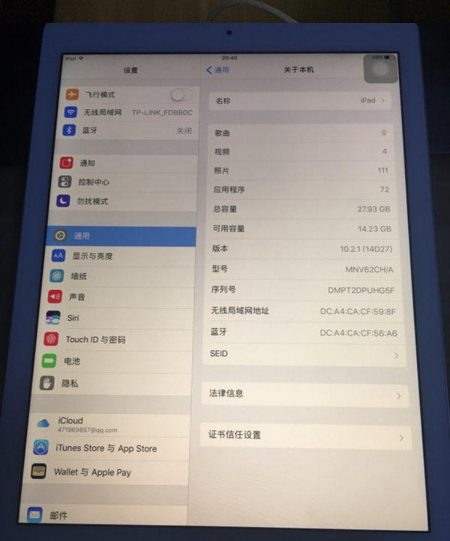 iPad
20:40
49%
设置
通用
关于本机
飞行模式
无线局域网 TP-LINK_FDBB0C
蓝牙 关闭
通知
控制中心
勿扰模式
通用
显示与亮度
墙纸
声音
Siri
Touch ID 与密码
电池
隐私
iCloud
471969657@qq.com
iTunes Store 与 App Store
Wallet 与 Apple Pay
邮件
名称 iPad
歌曲 0
视频 4
照片 111
应用程序 72
总容量 27.93 GB
可用容量 14.23 GB
版本 10.2.1 (14D27)
型号 MNV62CH/A
序列号 DMPT2DPUHG5F
无线局域网地址 DC:A4:CA:CF:59:8F
蓝牙 DC:A4:CA:CF:56:A6
SEID
法律信息
证书信任设置